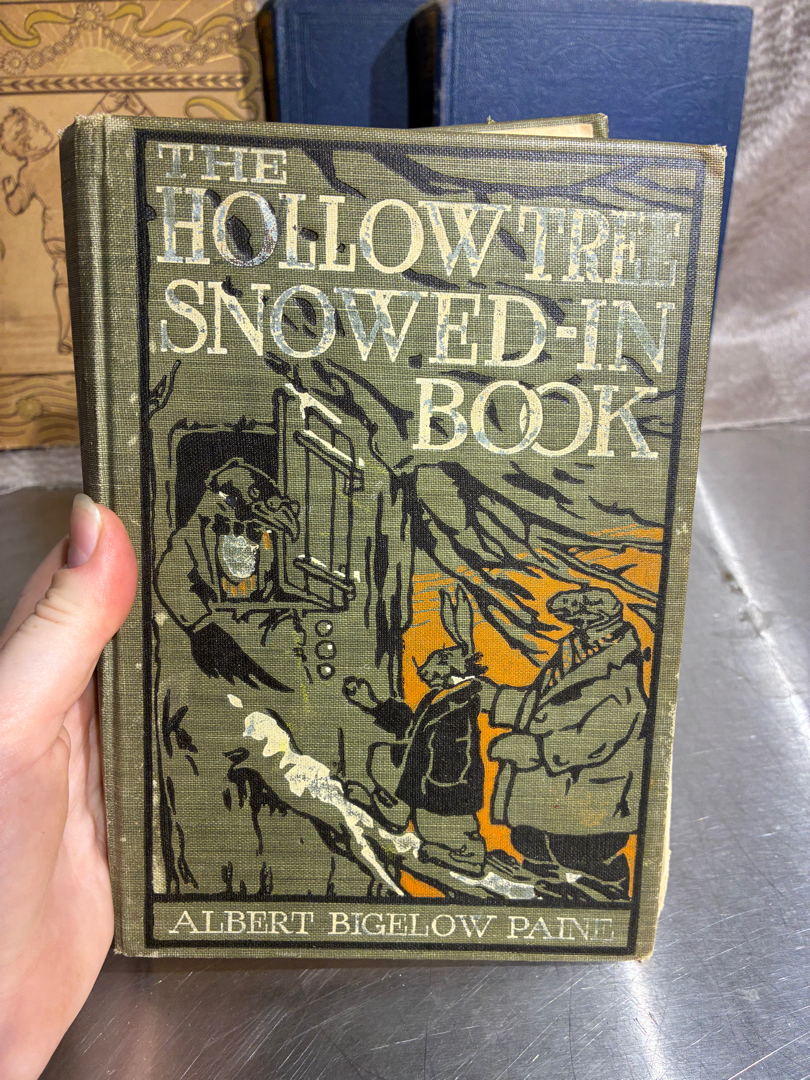 THE
HOLLOW TREE
SNOWED-IN
BOOK
ALBERT BIGELOW PAINE